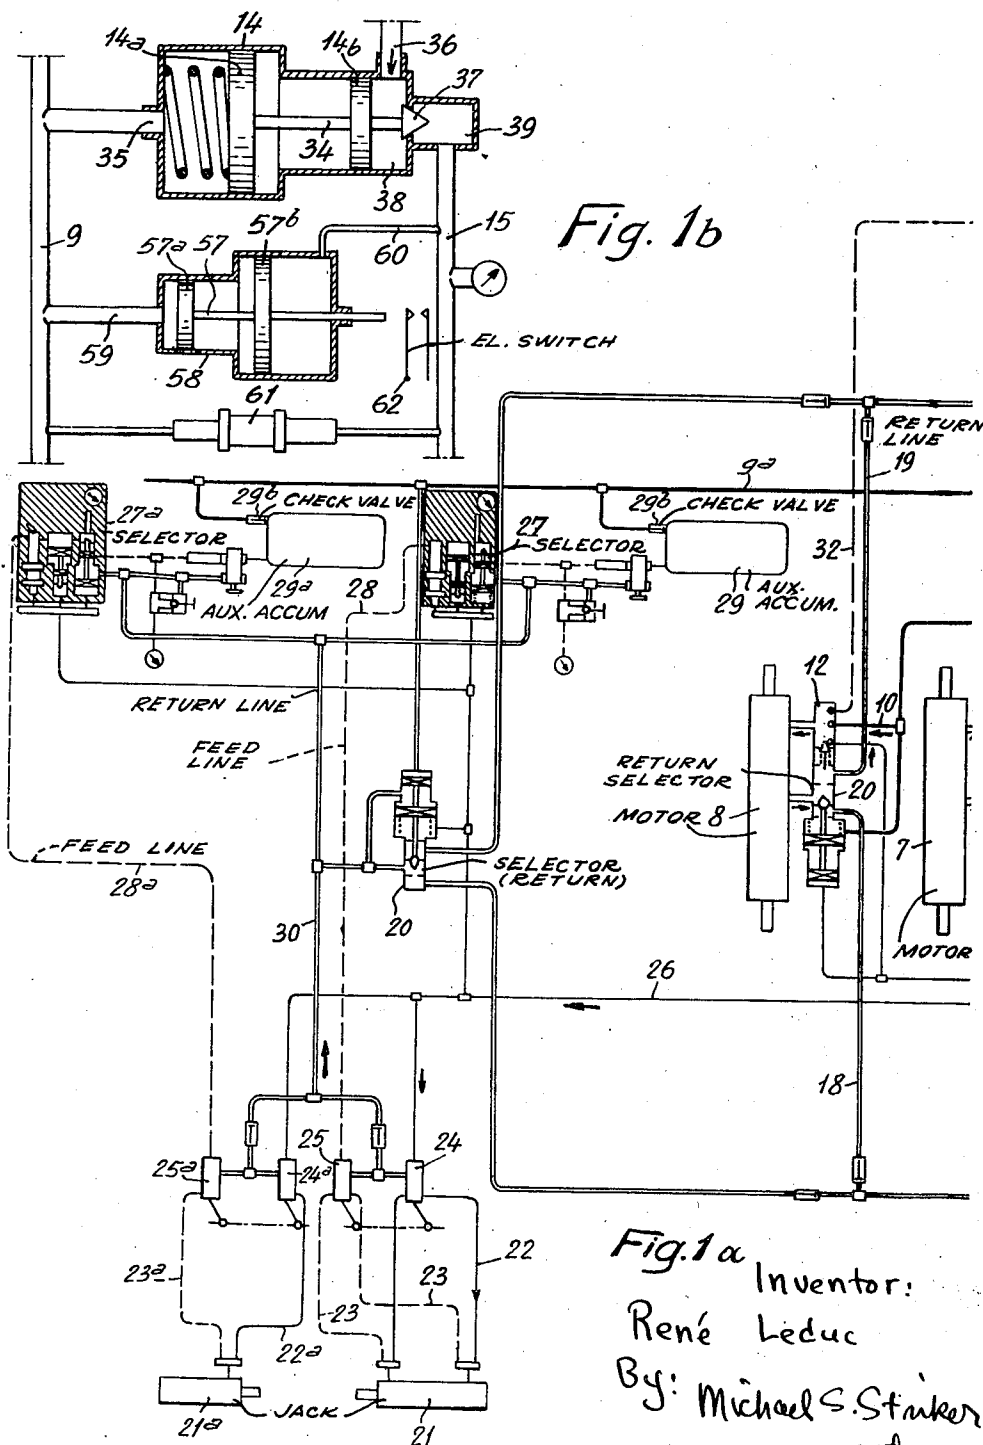 14
14a
14b
36
37
35
34
38
39
9
57b
15
57a
57
60
59
58
EL. SWITCH
61
62
Fig. 1b
RETURN
LINE
19
9a
29b
CHECK VALVE
29b
CHECK VALVE
27a
SELECTOR
27
SELECTOR
32
29a
AUX. ACCUM
28
29
AUX.
ACCUM.
RETURN LINE
12
10
FEED
LINE
RETURN
SELECTOR
20
MOTOR 8
7
FEED LINE
28a
SELECTOR
(RETURN)
20
30
MOTOR
26
18
25
24
25a
24a
22
23a
23
23
22a
Fig. 1a
Inventor:
René Leduc
By: Michael S. Striker
21a
JACK
21